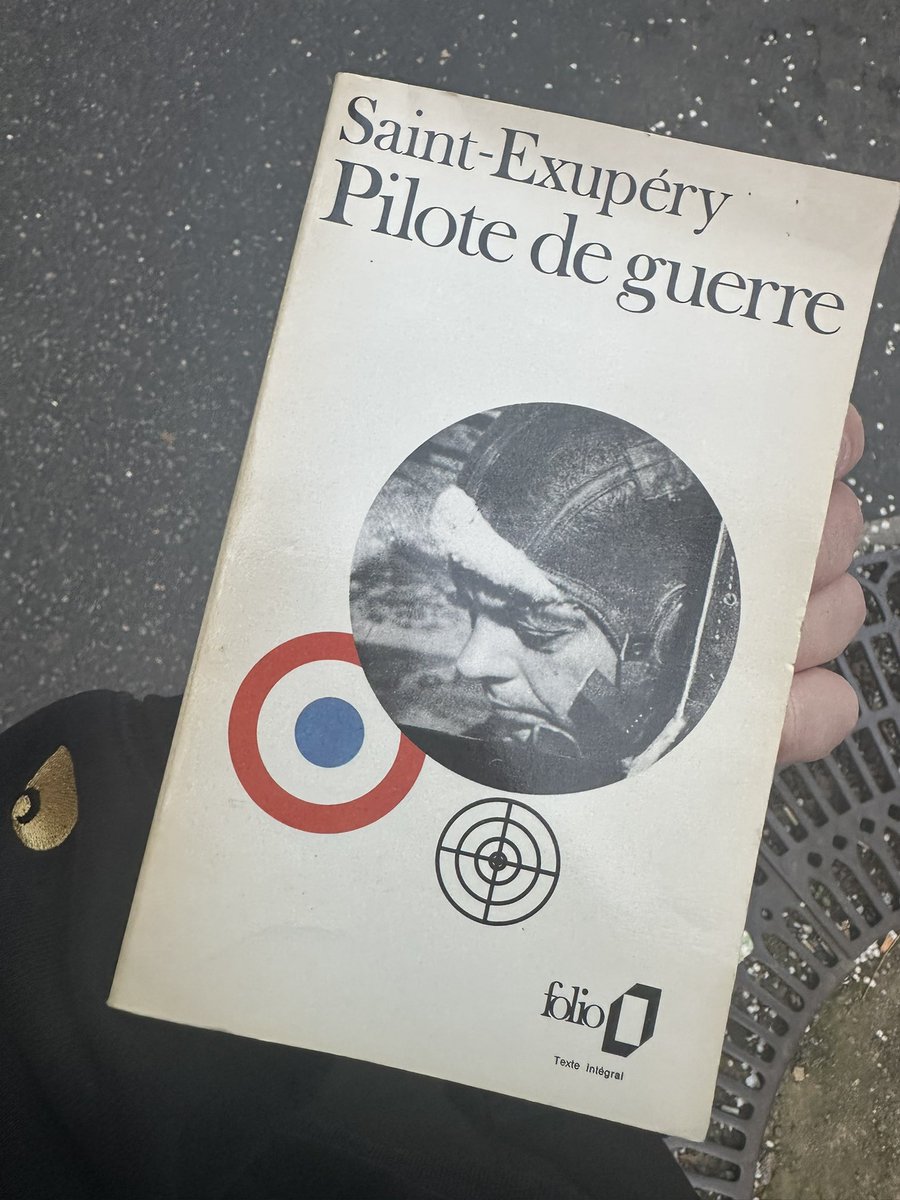 Saint-Exupéry
Pilote de guerre
folio
Texte intégral